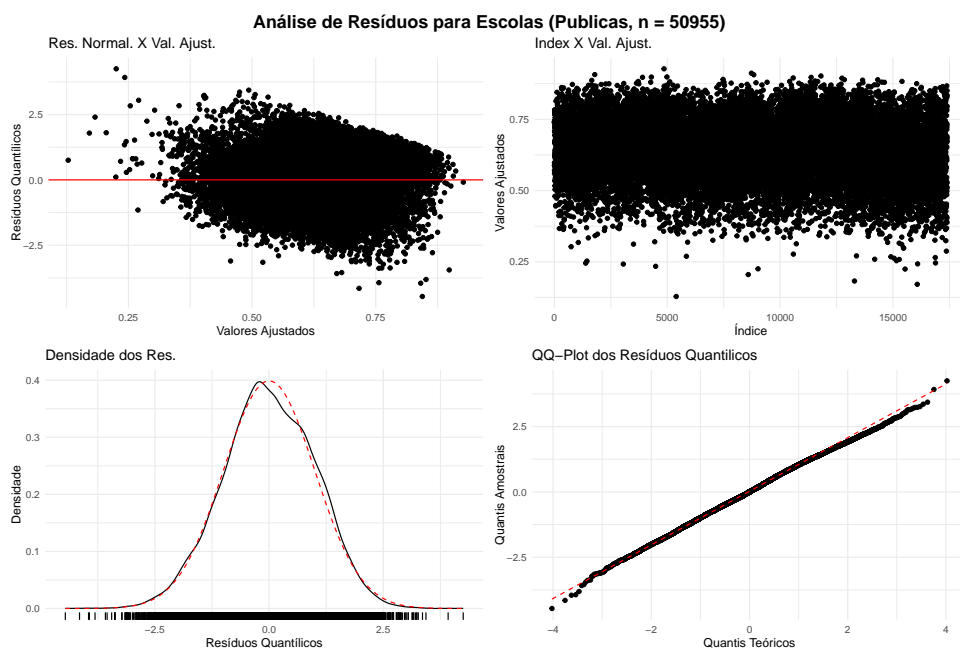 Análise de Resíduos para Escolas (Publicas, n = 50955)
Res. Normal. X Val. Ajust.
Resíduos Quantílicos
2.5
0.0
−2.5
0.25
0.50
0.75
Valores Ajustados
Index X Val. Ajust.
Valores Ajustados
0.75
0.50
0.25
0
5000
10000
15000
Índice
Densidade dos Res.
Densidade
0.4
0.3
0.2
0.1
0.0
−2.5
0.0
2.5
Resíduos Quantílicos
QQ−Plot dos Resíduos Quantilicos
Quantis Amostrais
2.5
0.0
−2.5
−4
−2
0
2
4
Quantis Teóricos